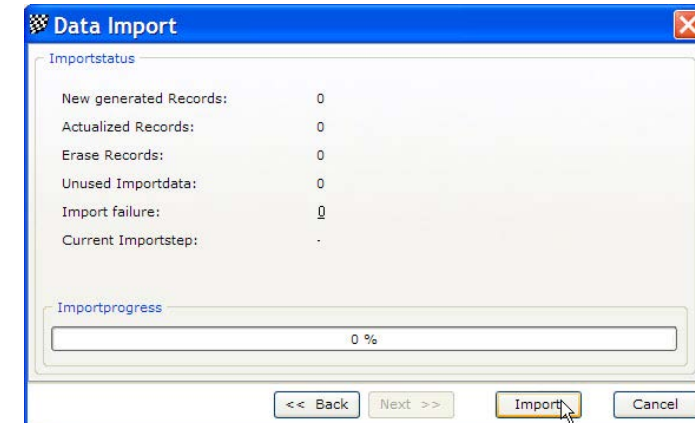 Data Import
Importstatus
New generated Records: 0
Actualized Records: 0
Erase Records: 0
Unused Importdata: 0
Import failure: 0
Current Importstep: -
Importprogress
0 %
<< Back Next >> Import Cancel